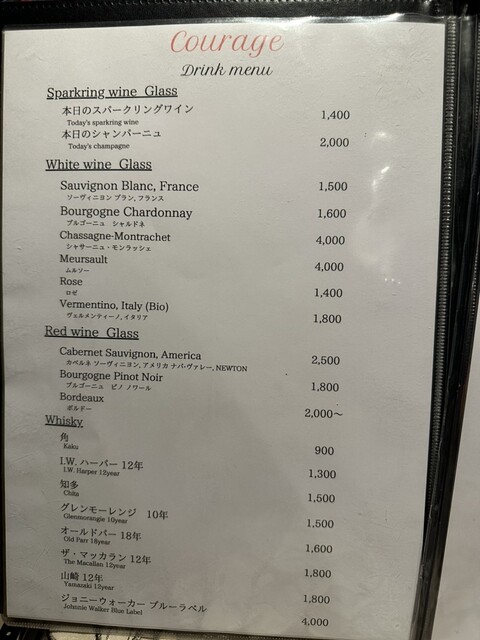 Courage
Drink menu
Sparkring wine Glass
本日のスパークリングワイン 1,400
Today's sparkring wine
本日のシャンパーニュ 2,000
Today's champagne
White wine Glass
Sauvignon Blanc, France 1,500
ソーヴィニヨン ブラン, フランス
Bourgogne Chardonnay 1,600
ブルゴーニュ シャルドネ
Chassagne-Montrachet 4,000
シャサーニュ・モンラッシェ
Meursault 4,000
ムルソー
Rose 1,400
ロゼ
Vermentino, Italy (Bio) 1,800
ヴェルメンティーノ, イタリア
Red wine Glass
Cabernet Sauvignon, America 2,500
カベルネ ソーヴィニヨン, アメリカ ナパ・ヴァレー, NEWTON
Bourgogne Pinot Noir 1,800
ブルゴーニュ ピノ ノワール
Bordeaux 2,000〜
ボルドー
Whisky
角 900
Kaku
I.W. ハーパー 12年 1,300
I.W. Harper 12year
知多 1,500
Chita
グレンモーレンジ 10年 1,500
Glenmorangie 10year
オールドパー 18年 1,600
Old Parr 18year
ザ・マッカラン 12年 1,800
The Macallan 12year
山崎 12年 1,800
Yamazaki 12year
ジョニーウォーカー ブルーラベル 4,000
Johnnie Walker Blue Label